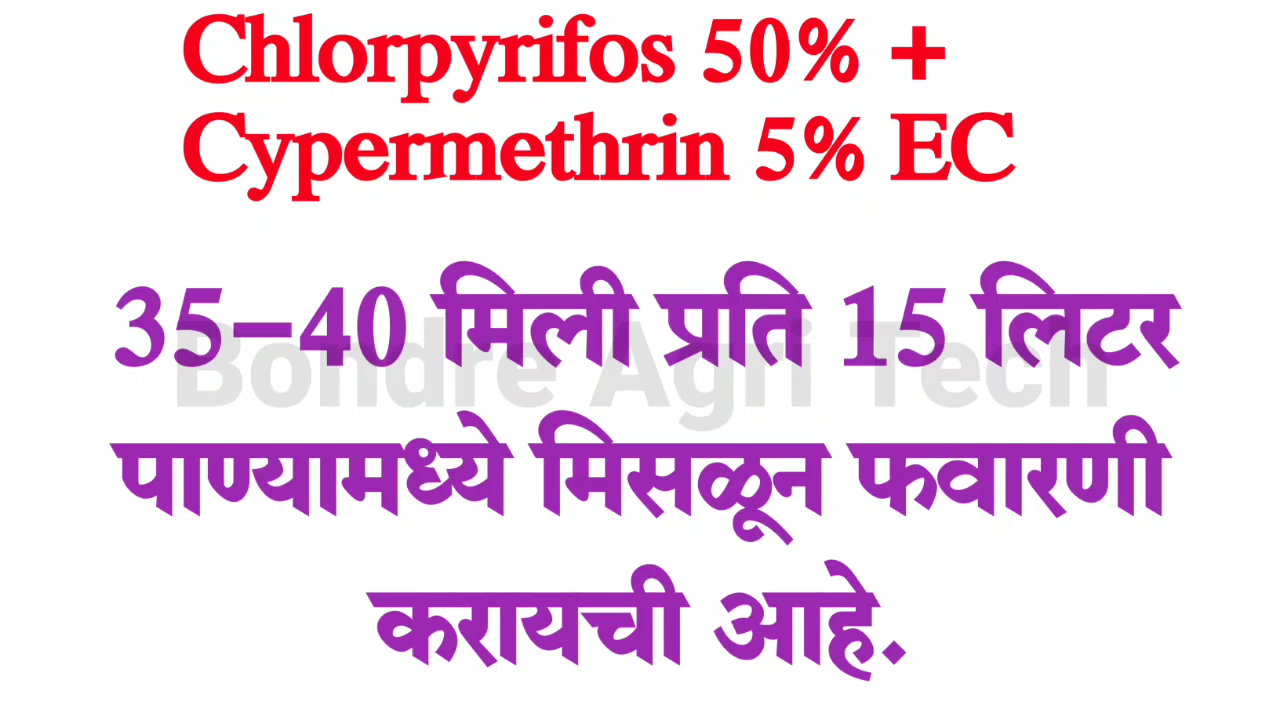 Chlorpyrifos 50% +
Cypermethrin 5% EC
35-40 मिली प्रति 15 लिटर
Bondre Agri Tech
पाण्यामध्ये मिसळून फवारणी
करायची आहे.